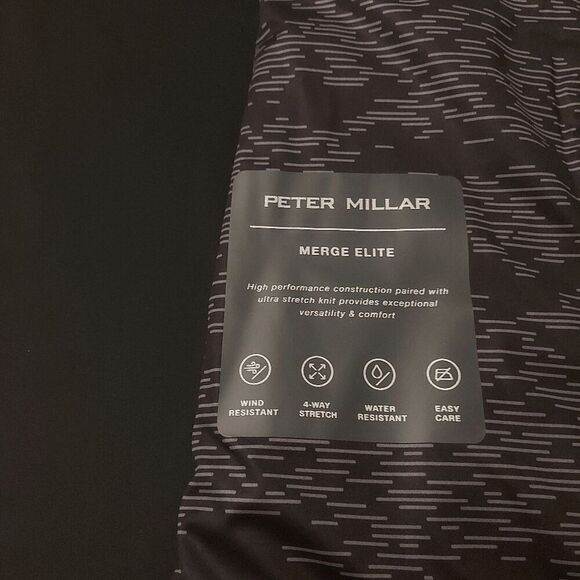 PETER MILLAR
MERGE ELITE
High performance construction paired with
ultra stretch knit provides exceptional
versatility & comfort
WIND
RESISTANT
4-WAY
STRETCH
WATER
RESISTANT
EASY
CARE